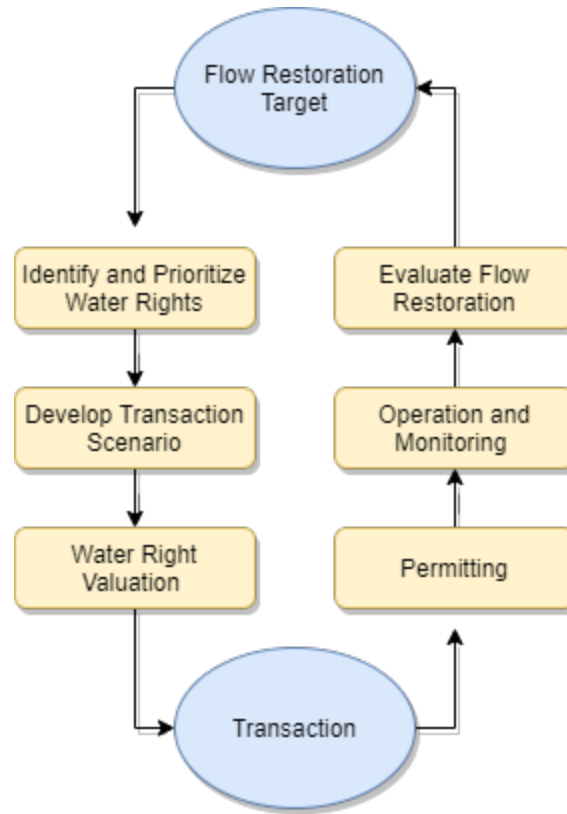 Flow Restoration
Target
Identify and Prioritize
Water Rights
Develop Transaction
Scenario
Water Right
Valuation
Transaction
Permitting
Operation and
Monitoring
Evaluate Flow
Restoration